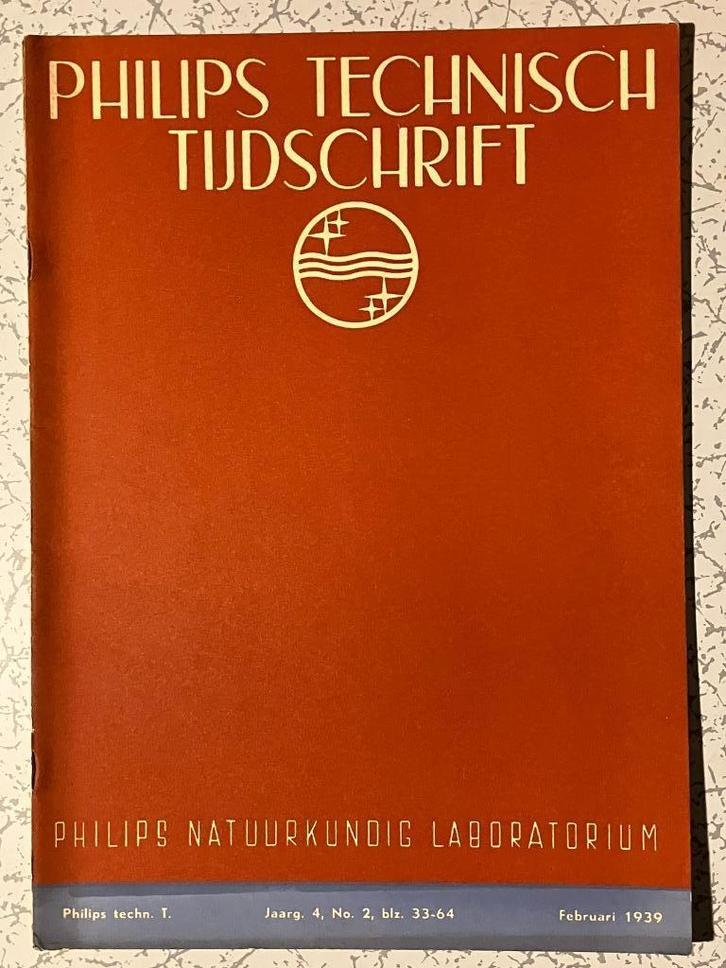 PHILIPS TECHNISCH
TIJDSCHRIFT
PHILIPS NATUURKUNDIG LABORATORIUM
Philips techn. T. Jaarg. 4, No. 2, blz. 33-64 Februari 1939